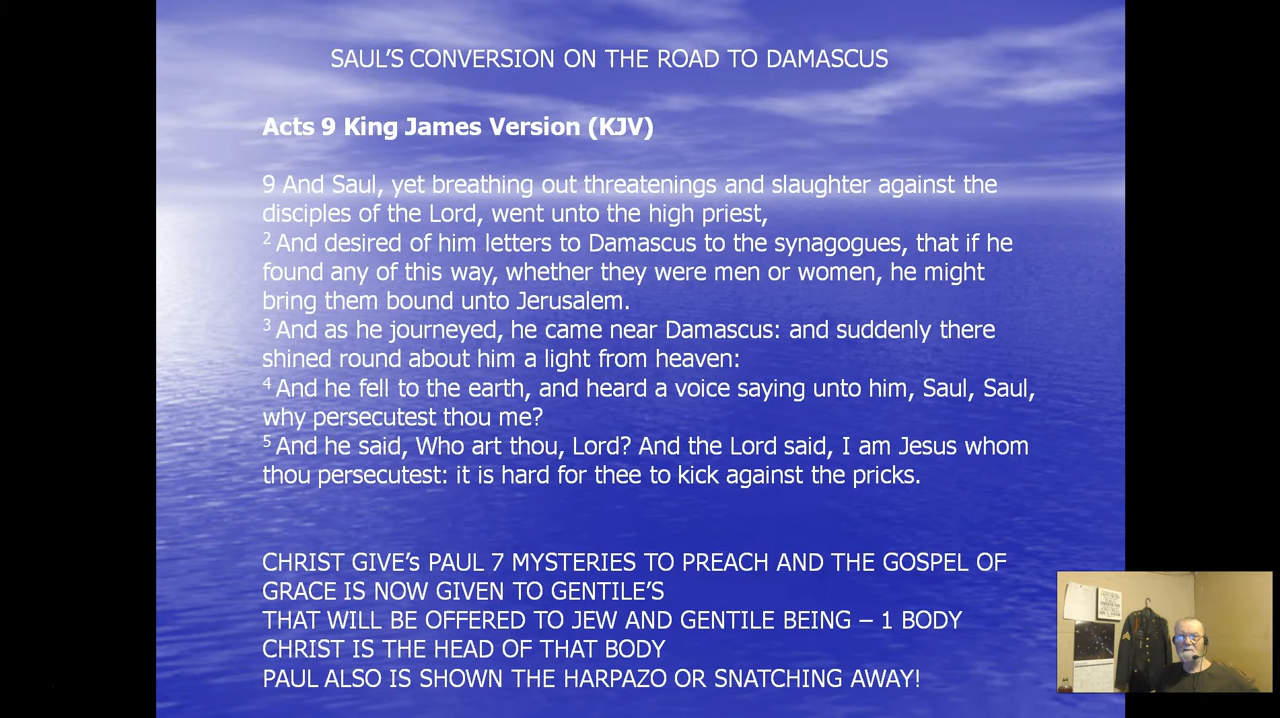 SAUL'S CONVERSION ON THE ROAD TO DAMASCUS
Acts 9 King James Version (KJV)
9 And Saul, yet breathing out threatenings and slaughter against the
disciples of the Lord, went unto the high priest,
2 And desired of him letters to Damascus to the synagogues, that if he
found any of this way, whether they were men or women, he might
bring them bound unto Jerusalem.
3 And as he journeyed, he came near Damascus: and suddenly there
shined round about him a light from heaven:
4 And he fell to the earth, and heard a voice saying unto him, Saul, Saul,
why persecutest thou me?
5 And he said, Who art thou, Lord? And the Lord said, I am Jesus whom
thou persecutest: it is hard for thee to kick against the pricks.
CHRIST GIVE's PAUL 7 MYSTERIES TO PREACH AND THE GOSPEL OF
GRACE IS NOW GIVEN TO GENTILE'S
THAT WILL BE OFFERED TO JEW AND GENTILE BEING – 1 BODY
CHRIST IS THE HEAD OF THAT BODY
PAUL ALSO IS SHOWN THE HARPAZO OR SNATCHING AWAY!